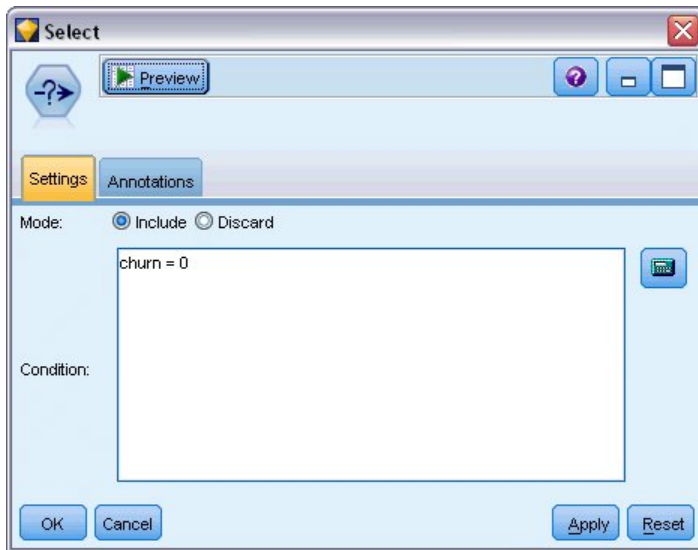 Select
-?->
Preview
Settings Annotations
Mode: Include Discard
churn = 0
Condition:
OK Cancel Apply Reset